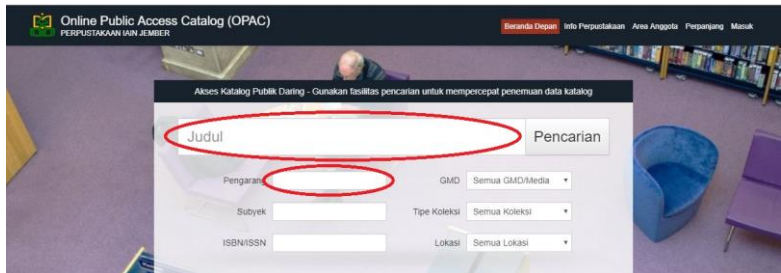 Online Public Access Catalog (OPAC)
PERPUSTAKAAN IAIN JEMBER
Beranda Depan Info Perpustakaan Area Anggota Perpanjang Masuk
Akses Katalog Publik Daring - Gunakan fasilitas pencarian untuk mempercepat penemuan data katalog
Judul Pencarian
Pengarang GMD Semua GMD/Media
Subyek Tipe Koleksi Semua Koleksi
ISBN/ISSN Lokasi Semua Lokasi